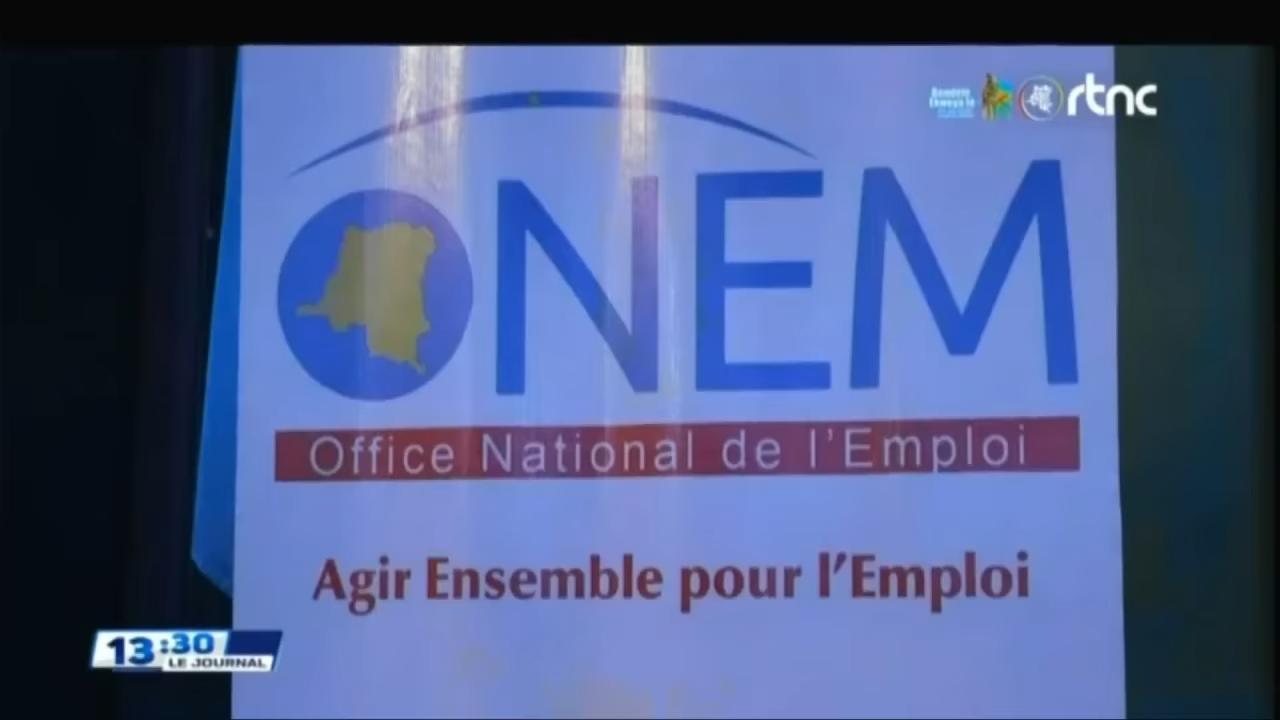 rtnc
ONEM
Office National de l'Emploi
Agir Ensemble pour l'Emploi
13:30
LE JOURNAL